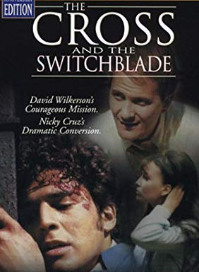 EDITION
THE
CROSS
AND THE
SWITCHBLADE
David Wilkerson's
Courageous Mission.
Nicky Cruz's
Dramatic Conversion.